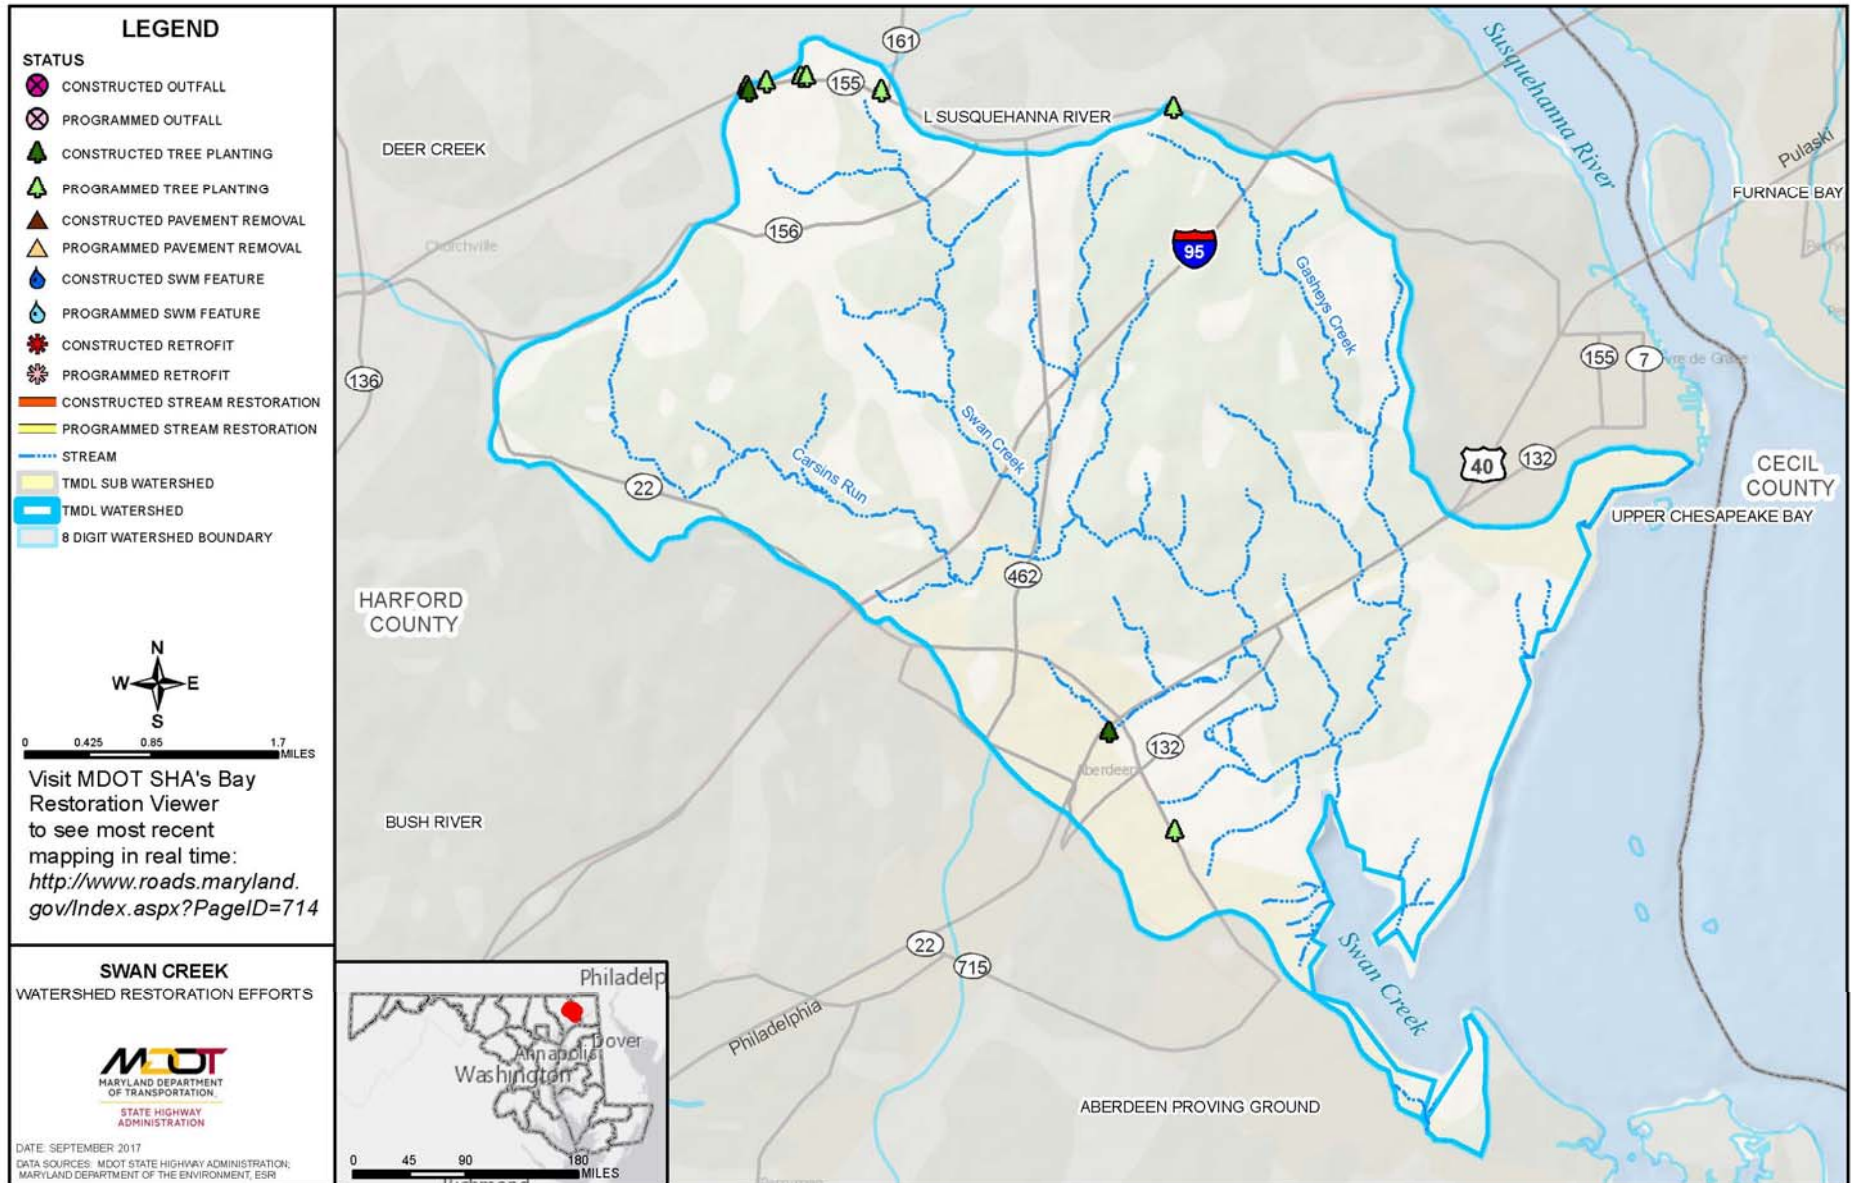 LEGEND
STATUS
CONSTRUCTED OUTFALL
PROGRAMMED OUTFALL
CONSTRUCTED TREE PLANTING
PROGRAMMED TREE PLANTING
CONSTRUCTED PAVEMENT REMOVAL
PROGRAMMED PAVEMENT REMOVAL
CONSTRUCTED SWM FEATURE
PROGRAMMED SWM FEATURE
CONSTRUCTED RETROFIT
PROGRAMMED RETROFIT
CONSTRUCTED STREAM RESTORATION
PROGRAMMED STREAM RESTORATION
STREAM
TMDL SUB WATERSHED
TMDL WATERSHED
8 DIGIT WATERSHED BOUNDARY
N
W E
S
0 0.425 0.85 1.7
MILES
Visit MDOT SHA's Bay
Restoration Viewer
to see most recent
mapping in real time:
http://www.roads.maryland.
gov/Index.aspx?PageID=714
SWAN CREEK
WATERSHED RESTORATION EFFORTS
MDOT
MARYLAND DEPARTMENT
OF TRANSPORTATION
STATE HIGHWAY
ADMINISTRATION
DATE: SEPTEMBER 2017
DATA SOURCES: MDOT STATE HIGHWAY ADMINISTRATION;
MARYLAND DEPARTMENT OF THE ENVIRONMENT, ESRI
161
155
L SUSQUEHANNA RIVER
Susquehanna River
DEER CREEK
Pulaski
FURNACE BAY
156
Churchville
95
Gasheys Creek
136
155
7
vre de Grace
Swan Creek
Carsins Run
22
40
132
CECIL
COUNTY
UPPER CHESAPEAKE BAY
462
HARFORD
COUNTY
132
Aberdeen
BUSH RIVER
22
715
Swan Creek
Philadelphia
ABERDEEN PROVING GROUND
Philadelp
Dover
Annapolis
Washington
0 45 90 180
MILES